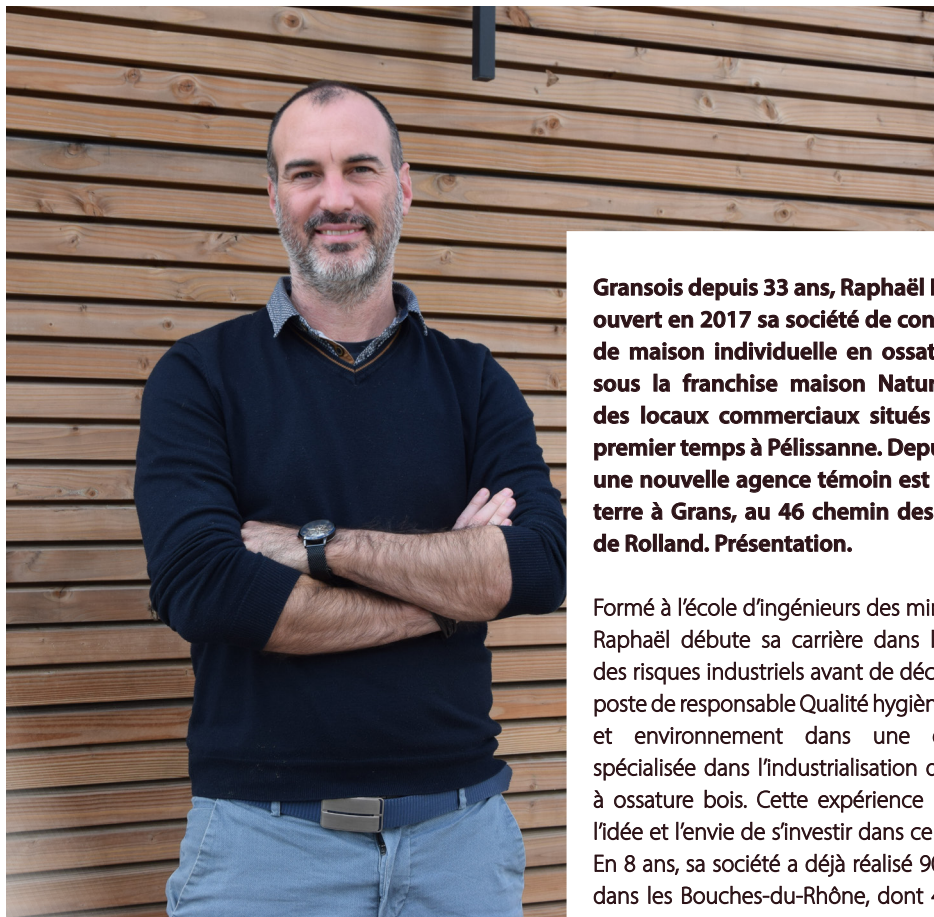 Gransois depuis 33 ans, Raphaël
ouvert en 2017 sa société de con
de maison individuelle en ossat
sous la franchise maison Natur
des locaux commerciaux situés
premier temps à Pélissanne. Depu
une nouvelle agence témoin est
terre à Grans, au 46 chemin des
de Rolland. Présentation.
Formé à l’école d’ingénieurs des mi
Raphaël débute sa carrière dans
des risques industriels avant de déc
poste de responsable Qualité hygièn
et environnement dans une
spécialisée dans l’industrialisation
à ossature bois. Cette expérience
l’idée et l’envie de s’investir dans ce
En 8 ans, sa société a déjà réalisé 90
dans les Bouches-du-Rhône, dont